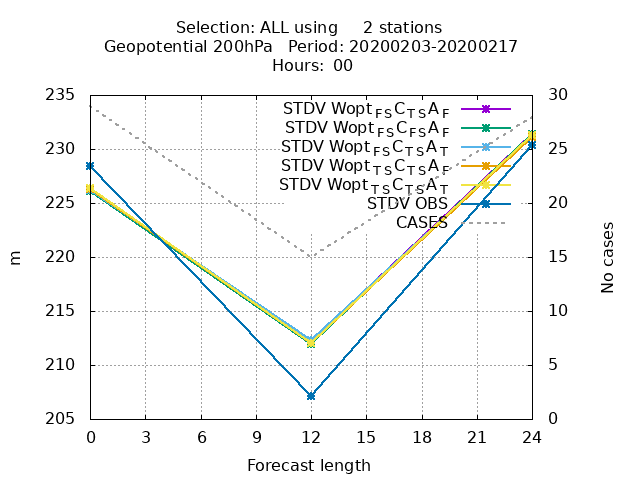 Selection: ALL using     2 stations
Geopotential 200hPa   Period: 20200203-20200217
Hours:  00
235
230
225
220
215
210
205
30
25
20
15
10
5
0
STDV Wopt_FS C_TS A_F
STDV Wopt_FS C_FS A_F
STDV Wopt_FS C_TS A_T
STDV Wopt_TS C_TS A_F
STDV Wopt_TS C_TS A_T
STDV OBS
CASES
m
No cases
0 3 6 9 12 15 18 21 24
Forecast length